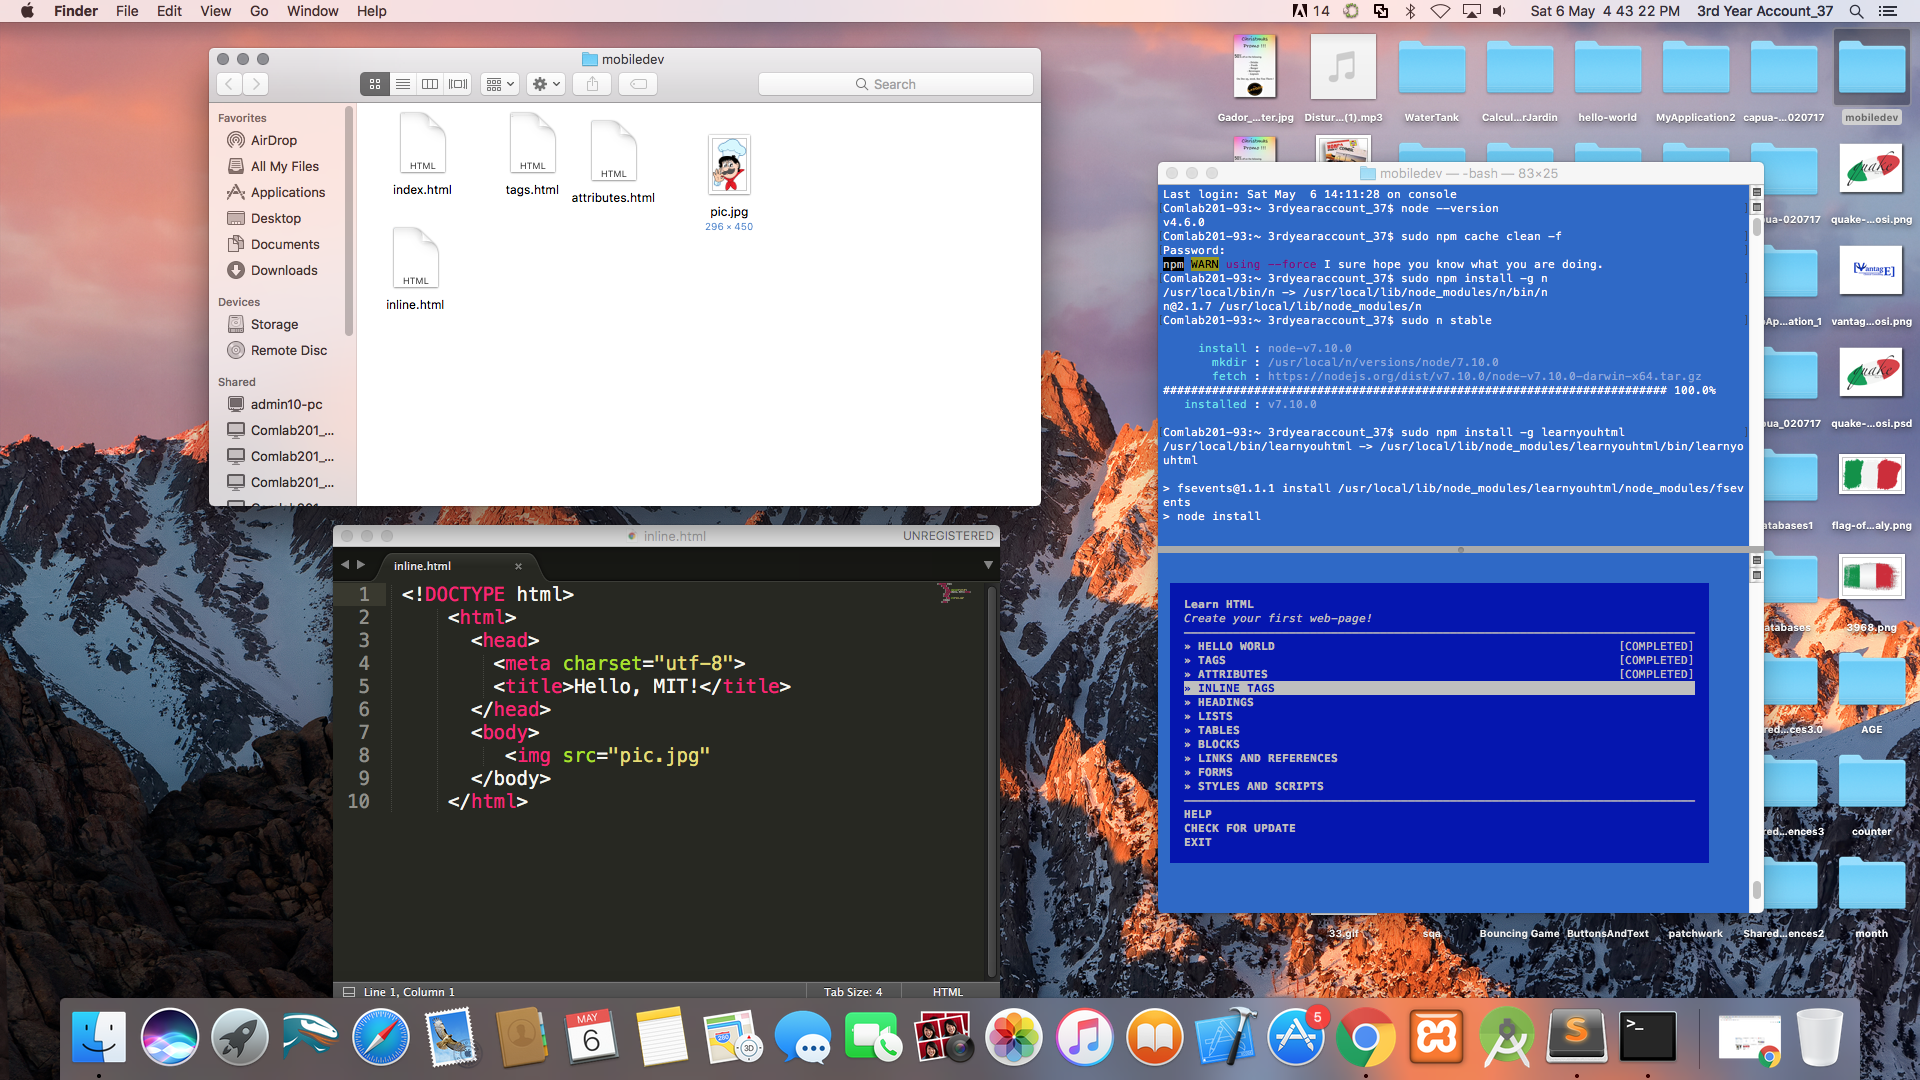 Finder File Edit View Go Window Help
14 Sat 6 May 4 43 22 PM 3rd Year Account_37
mobiledev
Search
Favorites
AirDrop
All My Files
Applications
Desktop
Documents
Downloads
Devices
Storage
Remote Disc
Shared
admin10-pc
Comlab201_...
Comlab201_...
Comlab201_...
HTML
index.html
HTML
tags.html
HTML
attributes.html
pic.jpg
296 × 450
HTML
inline.html
inline.html
UNREGISTERED
inline.html
1 <!DOCTYPE html>
2 <html>
3 <head>
4 <meta charset="utf-8">
5 <title>Hello, MIT!</title>
6 </head>
7 <body>
8 <img src="pic.jpg"
9 </body>
10 </html>
Line 1, Column 1
Tab Size: 4
HTML
mobiledev — -bash — 83×25
Last login: Sat May  6 14:11:28 on console
Comlab201-93:~ 3rdyearaccount_37$ node --version
v4.6.0
Comlab201-93:~ 3rdyearaccount_37$ sudo npm cache clean -f
Password:
npm WARN using --force I sure hope you know what you are doing.
Comlab201-93:~ 3rdyearaccount_37$ sudo npm install -g n
/usr/local/bin/n -> /usr/local/lib/node_modules/n/bin/n
n@2.1.7 /usr/local/lib/node_modules/n
Comlab201-93:~ 3rdyearaccount_37$ sudo n stable
install : node-v7.10.0
mkdir : /usr/local/n/versions/node/7.10.0
fetch : https://nodejs.org/dist/v7.10.0/node-v7.10.0-darwin-x64.tar.gz
######################################################################## 100.0%
installed : v7.10.0
Comlab201-93:~ 3rdyearaccount_37$ sudo npm install -g learnyouhtml
/usr/local/bin/learnyouhtml -> /usr/local/lib/node_modules/learnyouhtml/bin/learnyo
uhtml
> fsevents@1.1.1 install /usr/local/lib/node_modules/learnyouhtml/node_modules/fsev
ents
> node install
Learn HTML
Create your first web-page!
» HELLO WORLD [COMPLETED]
» TAGS [COMPLETED]
» ATTRIBUTES [COMPLETED]
» INLINE TAGS
» HEADINGS
» LISTS
» TABLES
» BLOCKS
» LINKS AND REFERENCES
» FORMS
» STYLES AND SCRIPTS
HELP
CHECK FOR UPDATE
EXIT
Christmas
Promo !!!
Gador_...ter.jpg
Distur...(1).mp3
WaterTank
Calcul...rJardin
hello-world
MyApplication2
capua-...020717
mobiledev
Christmas
Promo !!!
quake
ua-020717
quake-...osi.png
VantagE
Ap...ation_1
vantag...osi.png
quake
ua_020717
quake-...osi.psd
atabases1
flag-of...aly.png
atabases
3968.png
red...ces3.0
AGE
red...ences3
counter
33.gif
sqa
Bouncing Game
ButtonsAndText
patchwork
Shared...ences2
month
MAY
6
280
3D
5
S
>_